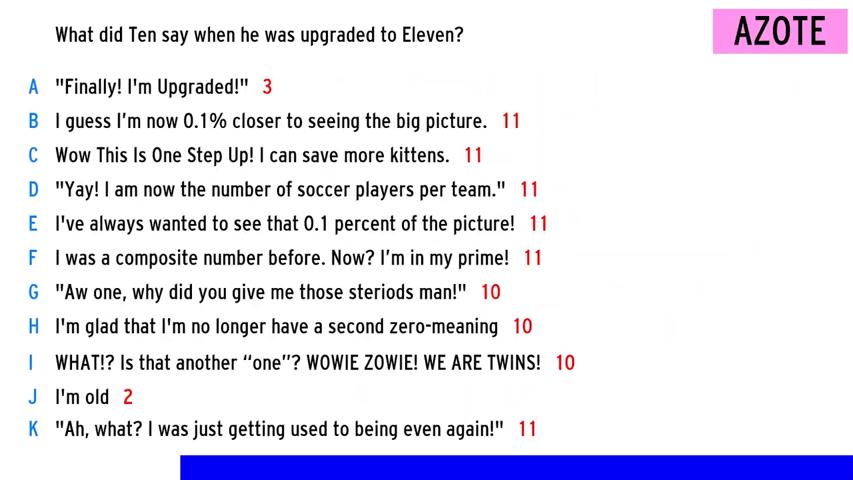 What did Ten say when he was upgraded to Eleven?
AZOTE
A "Finally! I'm Upgraded!" 3
B I guess I'm now 0.1% closer to seeing the big picture. 11
C Wow This Is One Step Up! I can save more kittens. 11
D "Yay! I am now the number of soccer players per team." 11
E I've always wanted to see that 0.1 percent of the picture! 11
F I was a composite number before. Now? I'm in my prime! 11
G "Aw one, why did you give me those steriods man!" 10
H I'm glad that I'm no longer have a second zero-meaning 10
I WHAT!? Is that another “one”? WOWIE ZOWIE! WE ARE TWINS! 10
J I'm old 2
K "Ah, what? I was just getting used to being even again!" 11